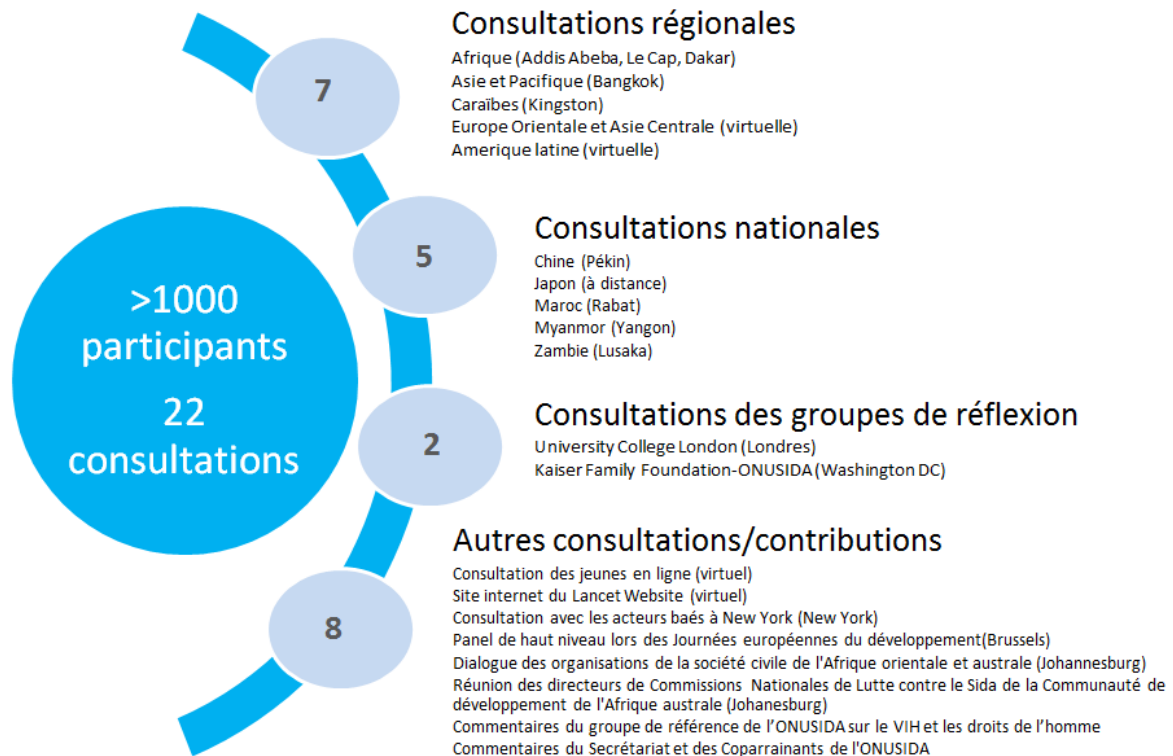 >1000
participants
22
consultations
7
Consultations régionales
Afrique (Addis Abeba, Le Cap, Dakar)
Asie et Pacifique (Bangkok)
Caraïbes (Kingston)
Europe Orientale et Asie Centrale (virtuelle)
Amerique latine (virtuelle)
5
Consultations nationales
Chine (Pékin)
Japon (à distance)
Maroc (Rabat)
Myanmor (Yangon)
Zambie (Lusaka)
2
Consultations des groupes de réflexion
University College London (Londres)
Kaiser Family Foundation-ONUSIDA (Washington DC)
8
Autres consultations/contributions
Consultation des jeunes en ligne (virtuel)
Site internet du Lancet Website (virtuel)
Consultation avec les acteurs baés à New York (New York)
Panel de haut niveau lors des Journées européennes du développement(Brussels)
Dialogue des organisations de la société civile de l'Afrique orientale et australe (Johannesburg)
Réunion des directeurs de Commissions Nationales de Lutte contre le Sida de la Communauté de
développement de l'Afrique australe (Johanesburg)
Commentaires du groupe de référence de l’ONUSIDA sur le VIH et les droits de l’homme
Commentaires du Secrétariat et des Coparrainants de l'ONUSIDA